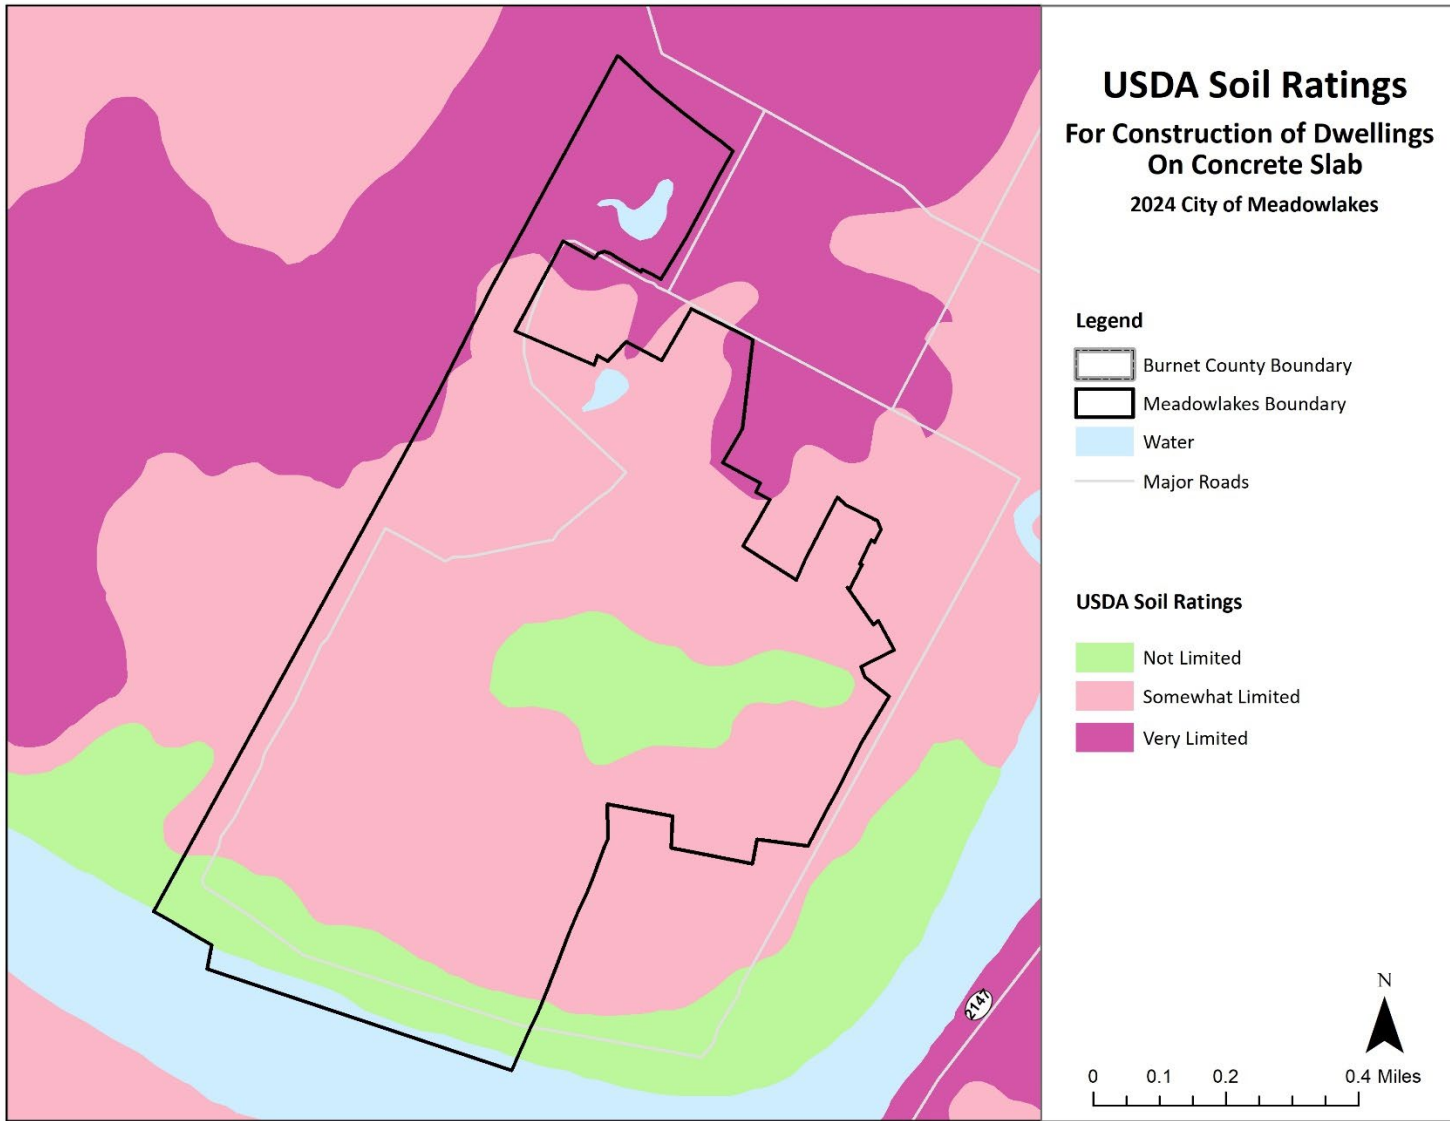 USDA Soil Ratings
For Construction of Dwellings
On Concrete Slab
2024 City of Meadowlakes
Legend
Burnet County Boundary
Meadowlakes Boundary
Water
Major Roads
USDA Soil Ratings
Not Limited
Somewhat Limited
Very Limited
2147
N
0 0.1 0.2 0.4 Miles